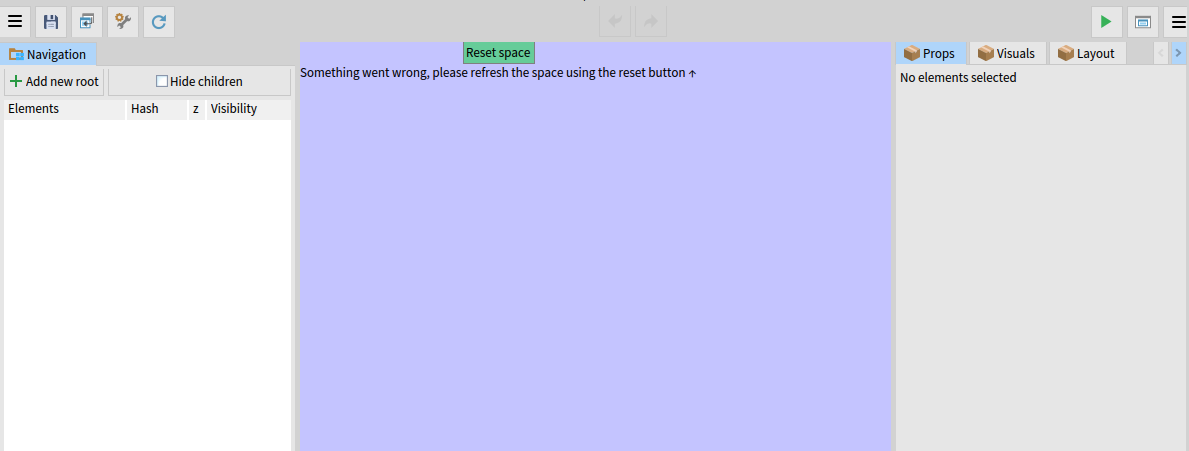 Navigation
Add new root
Hide children
Elements Hash z Visibility
Reset space
Something went wrong, please refresh the space using the reset button ↑
Props Visuals Layout
No elements selected